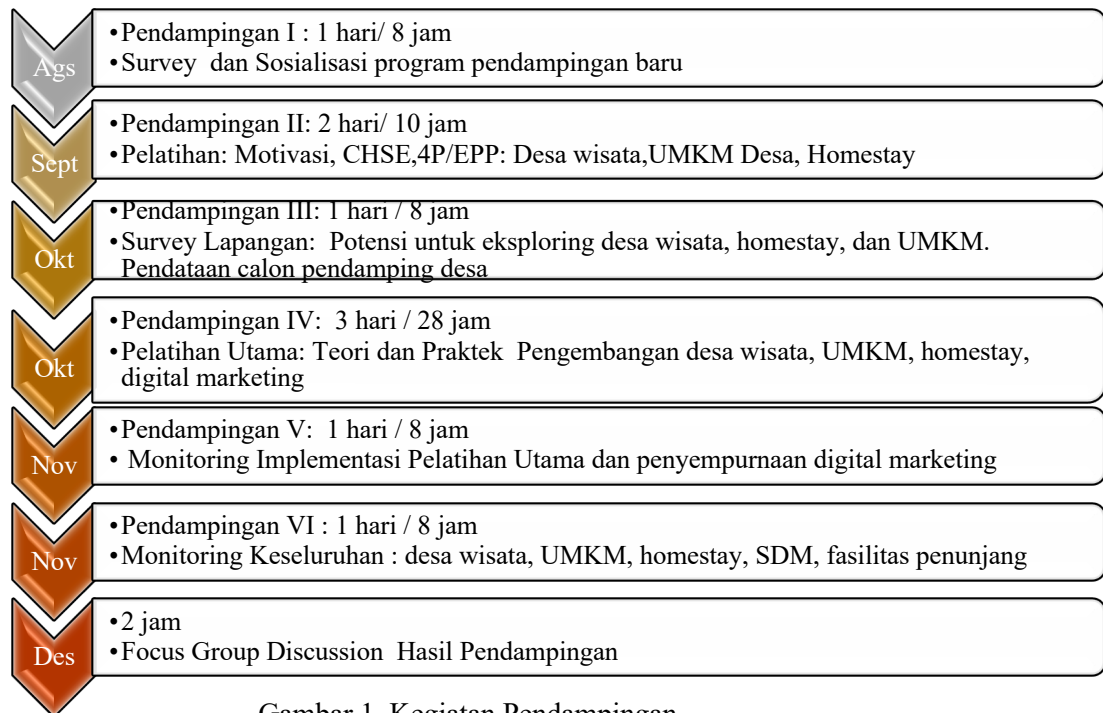 Ags
•Pendampingan I : 1 hari/ 8 jam
•Survey dan Sosialisasi program pendampingan baru
Sept
•Pendampingan II: 2 hari/ 10 jam
•Pelatihan: Motivasi, CHSE,4P/EPP: Desa wisata,UMKM Desa, Homestay
Okt
•Pendampingan III: 1 hari / 8 jam
•Survey Lapangan: Potensi untuk eksploring desa wisata, homestay, dan UMKM.
Pendataan calon pendamping desa
Okt
•Pendampingan IV: 3 hari / 28 jam
•Pelatihan Utama: Teori dan Praktek Pengembangan desa wisata, UMKM, homestay,
digital marketing
Nov
•Pendampingan V: 1 hari / 8 jam
• Monitoring Implementasi Pelatihan Utama dan penyempurnaan digital marketing
Nov
•Pendampingan VI : 1 hari / 8 jam
•Monitoring Keseluruhan : desa wisata, UMKM, homestay, SDM, fasilitas penunjang
Des
•2 jam
•Focus Group Discussion Hasil Pendampingan
Gambar 1. Kegiatan Pendampingan